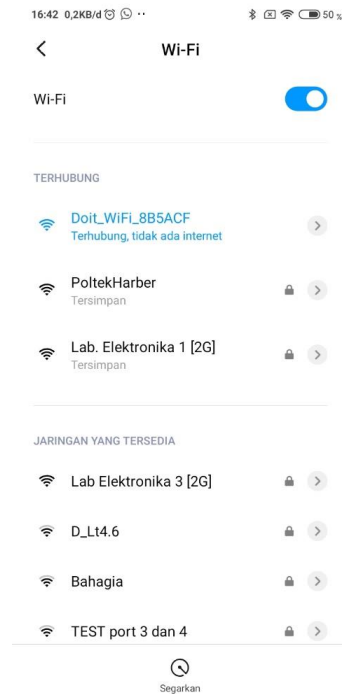 16:42 0,2KB/d ··
50 %
Wi-Fi
Wi-Fi
TERHUBUNG
Doit_WiFi_8B5ACF
Terhubung, tidak ada internet
PoltekHarber
Tersimpan
Lab. Elektronika 1 [2G]
Tersimpan
JARINGAN YANG TERSEDIA
Lab Elektronika 3 [2G]
D_Lt4.6
Bahagia
TEST port 3 dan 4
Segarkan